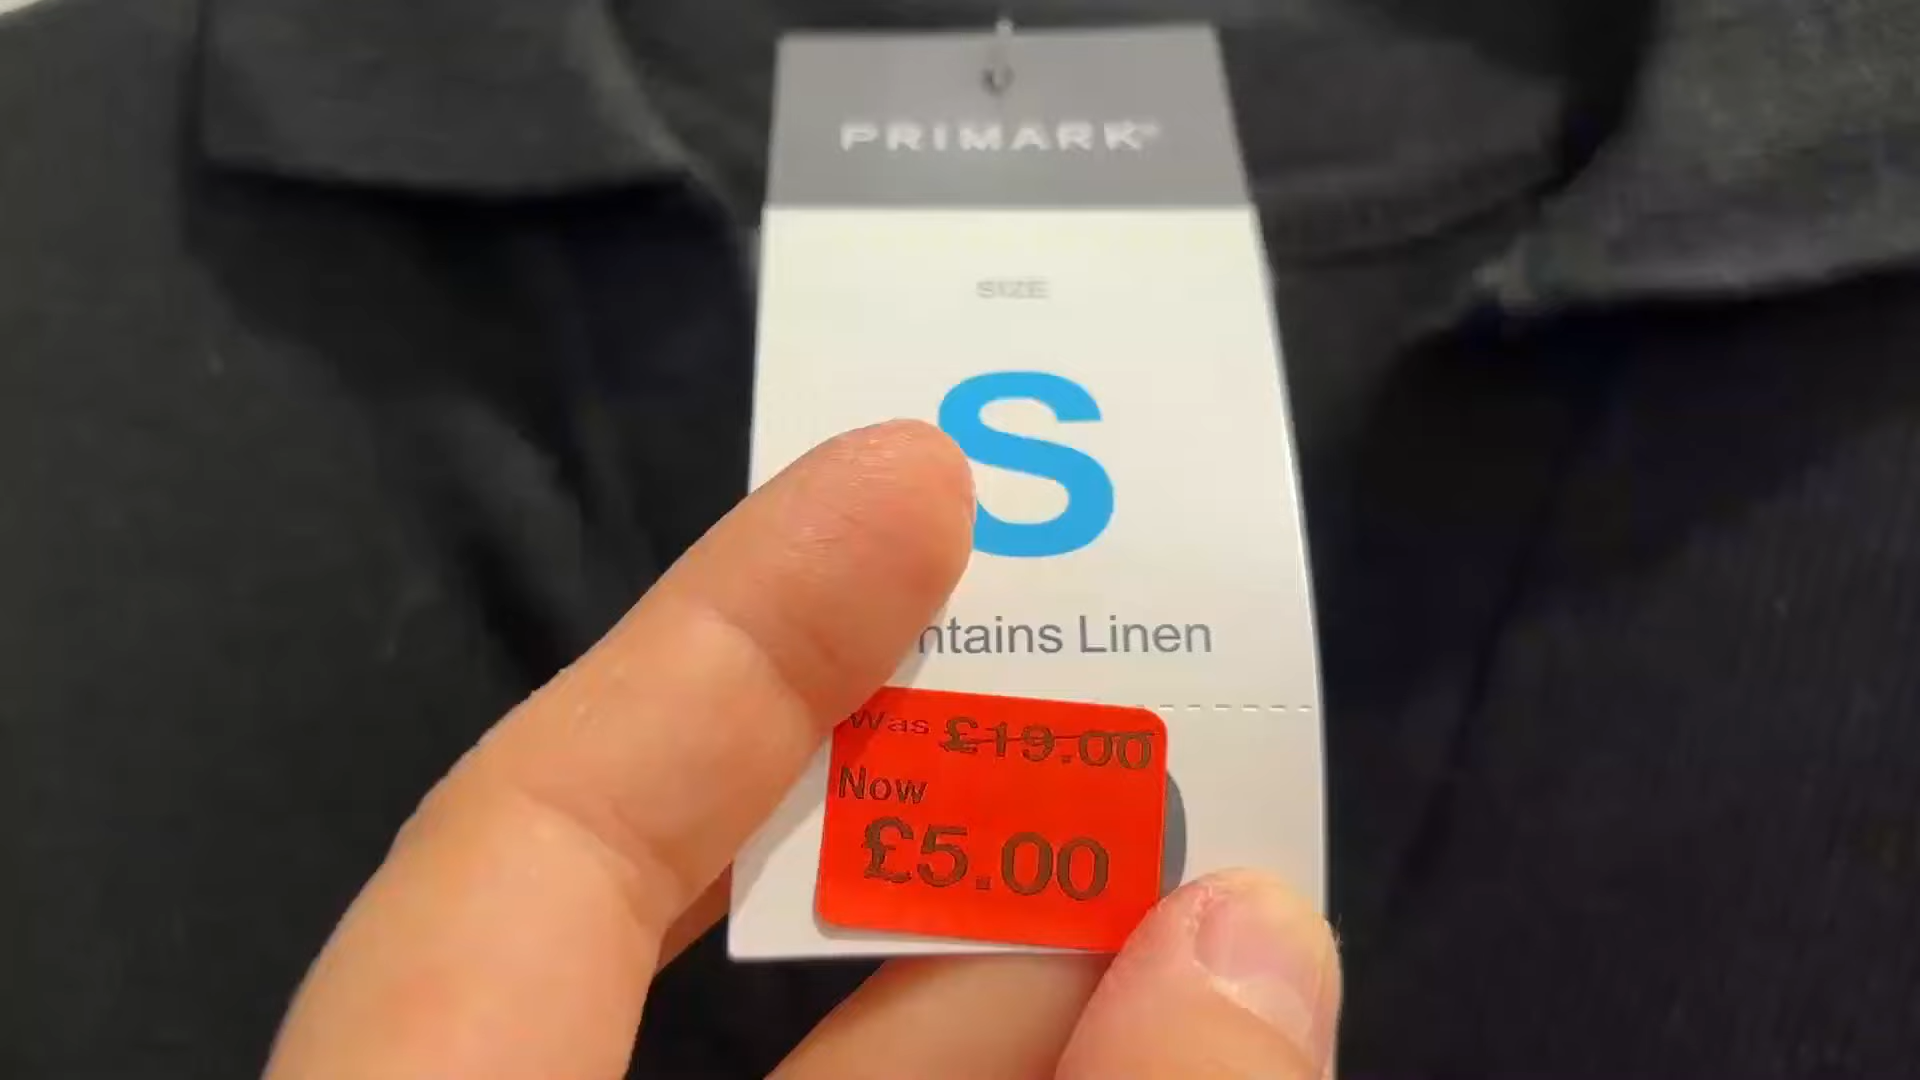 PRIMARK®
SIZE
S
ntains Linen
Was £19.00
Now
£5.00